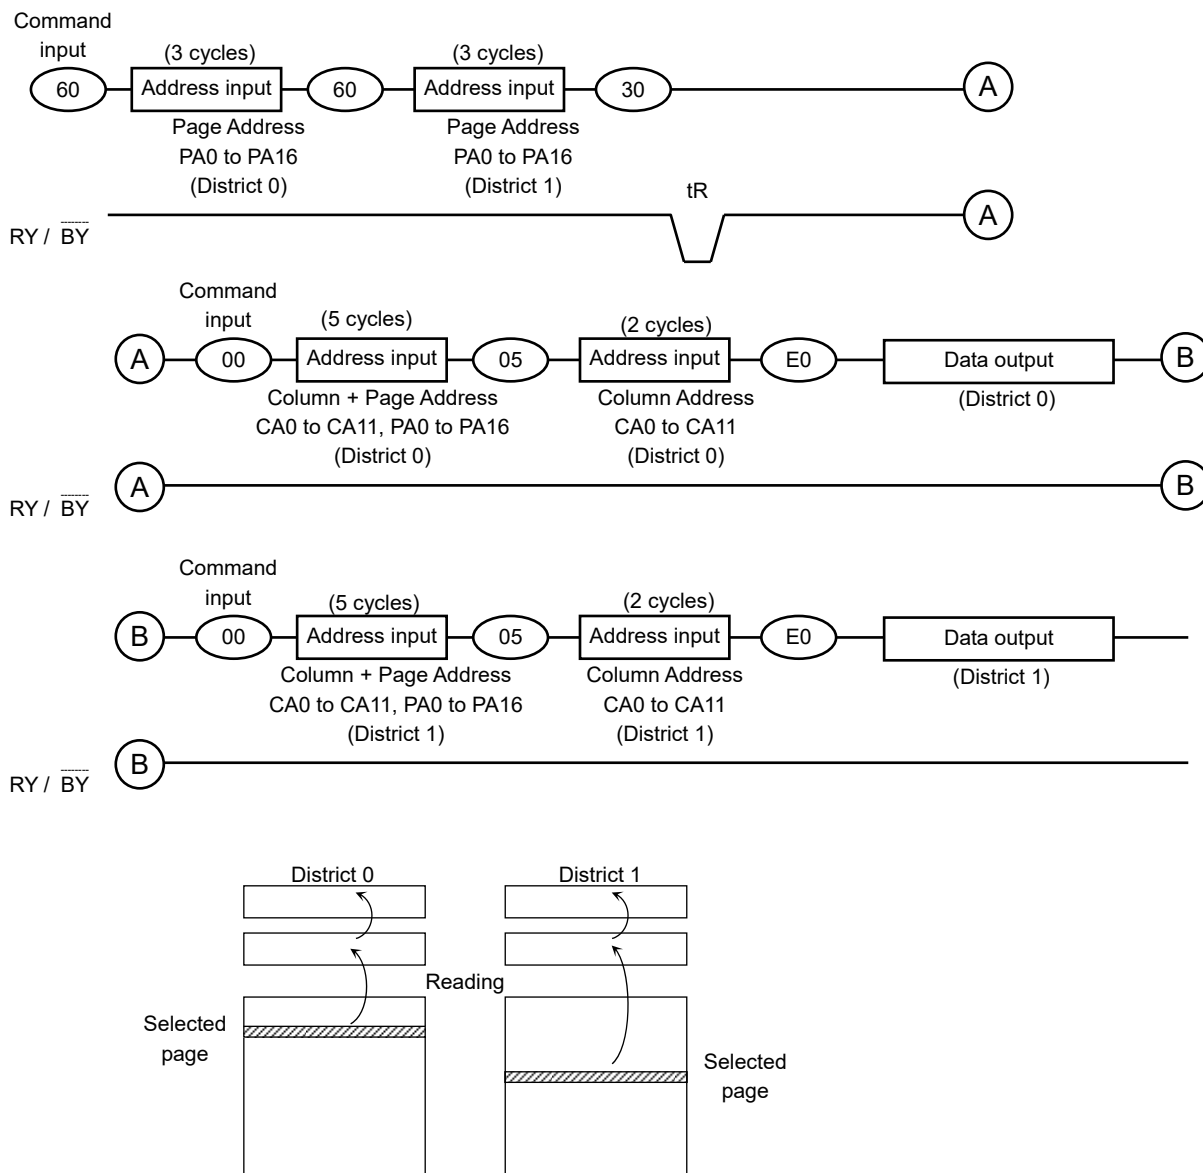 Command
input
(3 cycles)
(3 cycles)
60
Address input
60
Address input
30
A
Page Address
PA0 to PA16
(District 0)
Page Address
PA0 to PA16
(District 1)
tR
RY / BY
A
Command
input
(5 cycles)
(2 cycles)
A
00
Address input
05
Address input
E0
Data output
B
Column + Page Address
CA0 to CA11, PA0 to PA16
(District 0)
Column Address
CA0 to CA11
(District 0)
(District 0)
RY / BY
A
B
Command
input
(5 cycles)
(2 cycles)
B
00
Address input
05
Address input
E0
Data output
Column + Page Address
CA0 to CA11, PA0 to PA16
(District 1)
Column Address
CA0 to CA11
(District 1)
(District 1)
RY / BY
B
District 0
District 1
Reading
Selected
page
Selected
page